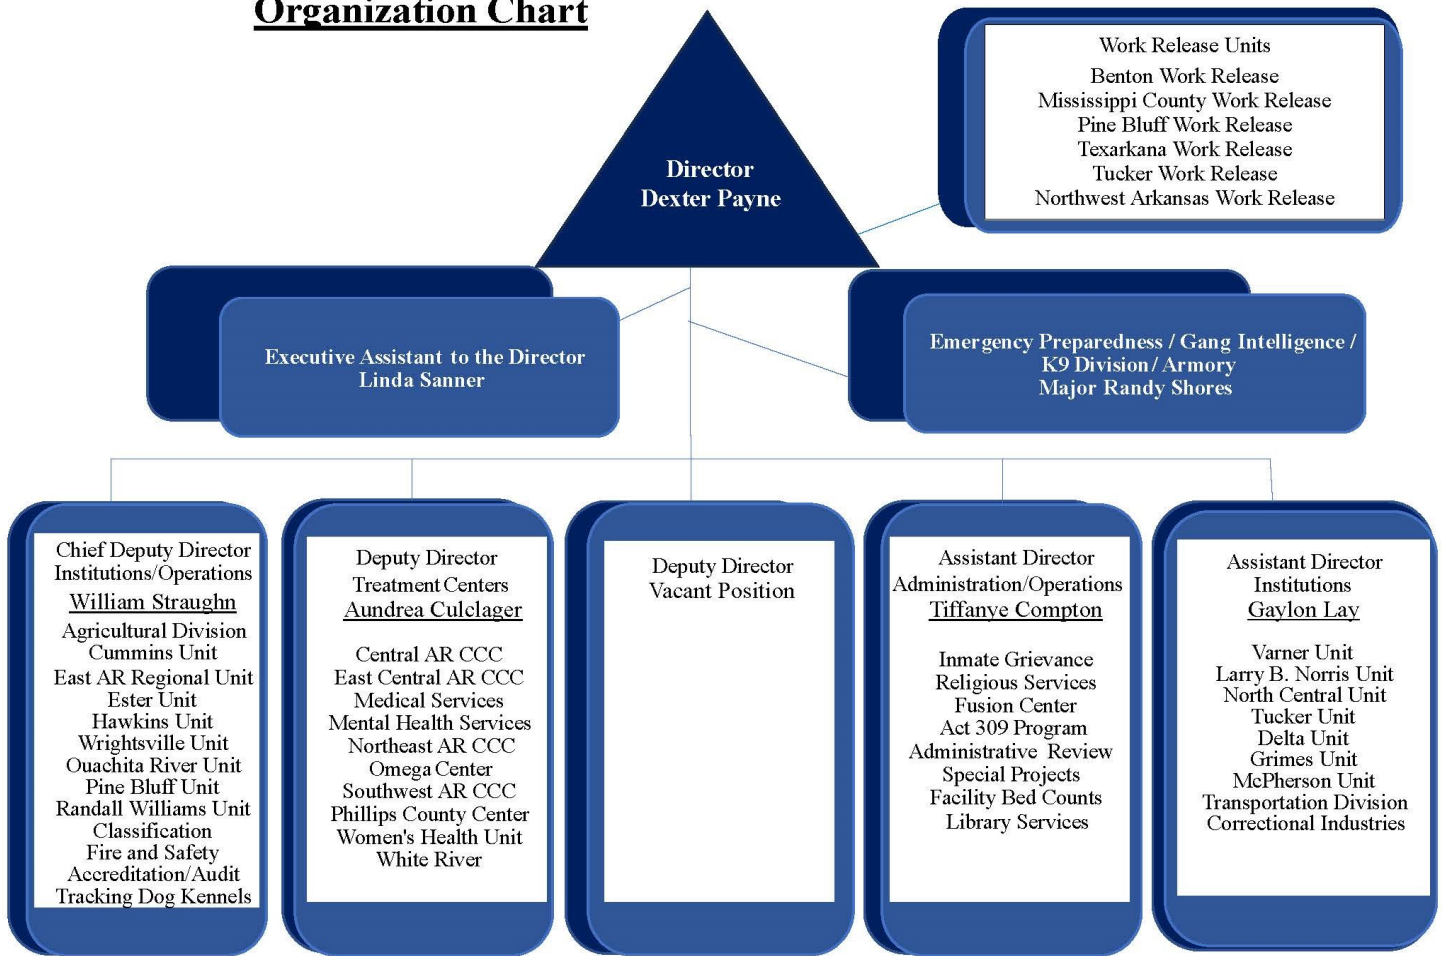 Organization Chart
Director
Dexter Payne
Work Release Units
Benton Work Release
Mississippi County Work Release
Pine Bluff Work Release
Texarkana Work Release
Tucker Work Release
Northwest Arkansas Work Release
Executive Assistant to the Director
Linda Sanner
Emergency Preparedness / Gang Intelligence /
K9 Division / Armory
Major Randy Shores
Chief Deputy Director
Institutions/Operations
William Straughn
Agricultural Division
Cummins Unit
East AR Regional Unit
Ester Unit
Hawkins Unit
Wrightsville Unit
Ouachita River Unit
Pine Bluff Unit
Randall Williams Unit
Classification
Fire and Safety
Accreditation/Audit
Tracking Dog Kennels
Deputy Director
Treatment Centers
Aundrea Culclager
Central AR CCC
East Central AR CCC
Medical Services
Mental Health Services
Northeast AR CCC
Omega Center
Southwest AR CCC
Phillips County Center
Women's Health Unit
White River
Deputy Director
Vacant Position
Assistant Director
Administration/Operations
Tiffanye Compton
Inmate Grievance
Religious Services
Fusion Center
Act 309 Program
Administrative Review
Special Projects
Facility Bed Counts
Library Services
Assistant Director
Institutions
Gaylon Lay
Varner Unit
Larry B. Norris Unit
North Central Unit
Tucker Unit
Delta Unit
Grimes Unit
McPherson Unit
Transportation Division
Correctional Industries